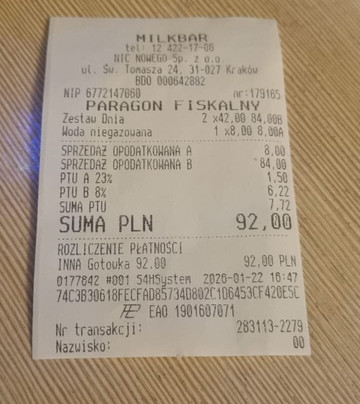 MILKBAR
tel: 12 422-17-06
NIC NOWEGO Sp. z o.o
ul. Św. Tomasza 24, 31-027 Kraków
BDO 000642882
NIP 6772147060 nr:179165
PARAGON FISKALNY
Zestaw Dnia 2 x42,00 84,00B
Woda niegazowana 1 x8,00 8,00A
SPRZEDAŻ OPODATKOWANA A 8,00
SPRZEDAŻ OPODATKOWANA B 84,00
PTU A 23% 1,50
PTU B 8% 6,22
SUMA PTU 7,72
SUMA PLN 92,00
ROZLICZENIE PŁATNOŚCI
INNA Gotowka 92.00 92,00 PLN
0177842 #001 S4HSystem 2026-01-22 16:47
74C3B30618FECFAD85734D802C1D6453CF420E5C
EAO 1901607071
Nr transakcji: 283113-2279
Nazwisko: 00